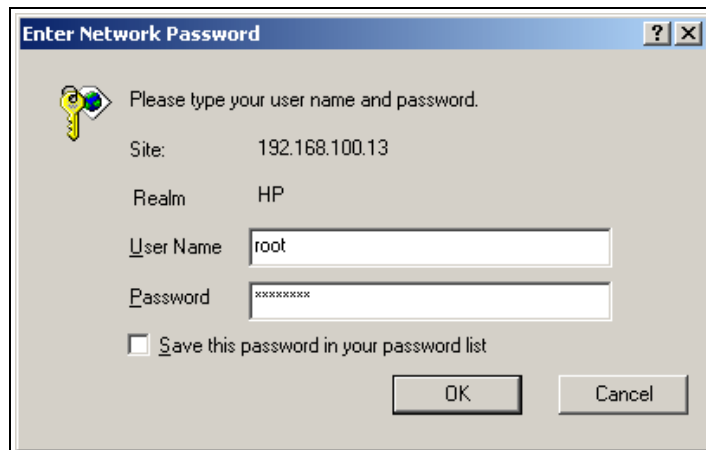 Enter Network Password
Please type your user name and password.
Site: 192.168.100.13
Realm HP
User Name root
Password ********
Save this password in your password list
OK Cancel